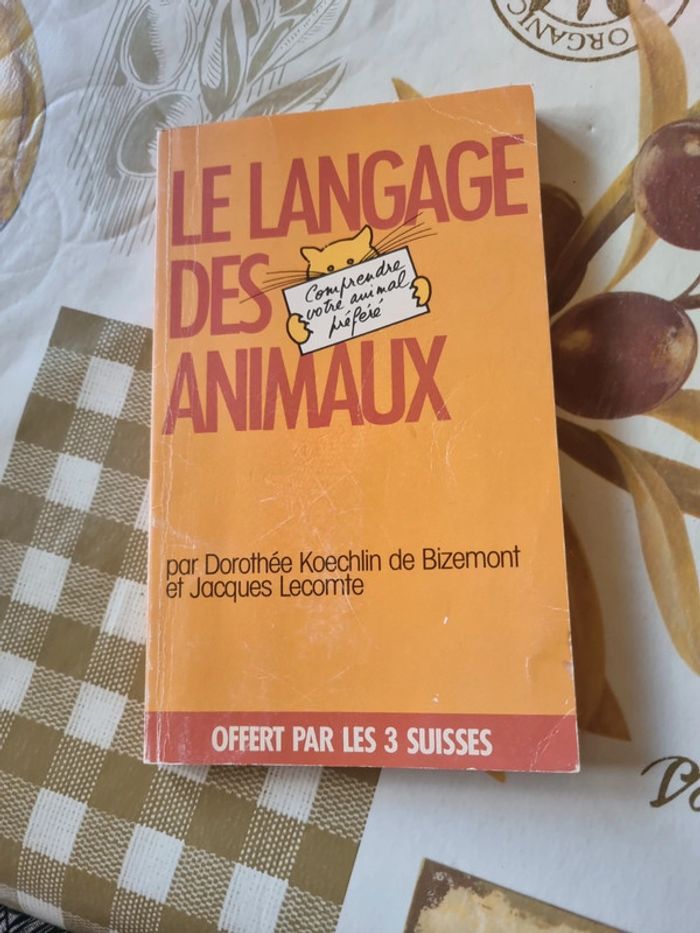 ORGANIC
LE LANGAGE
DES
Comprendre
votre animal
préféré
ANIMAUX
par Dorothée Koechlin de Bizemont
et Jacques Lecomte
OFFERT PAR LES 3 SUISSES